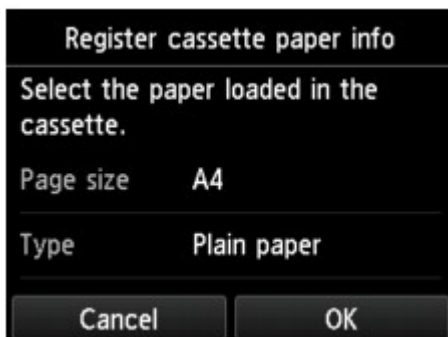 Register cassette paper info
Select the paper loaded in the
cassette.
Page size A4
Type Plain paper
Cancel OK